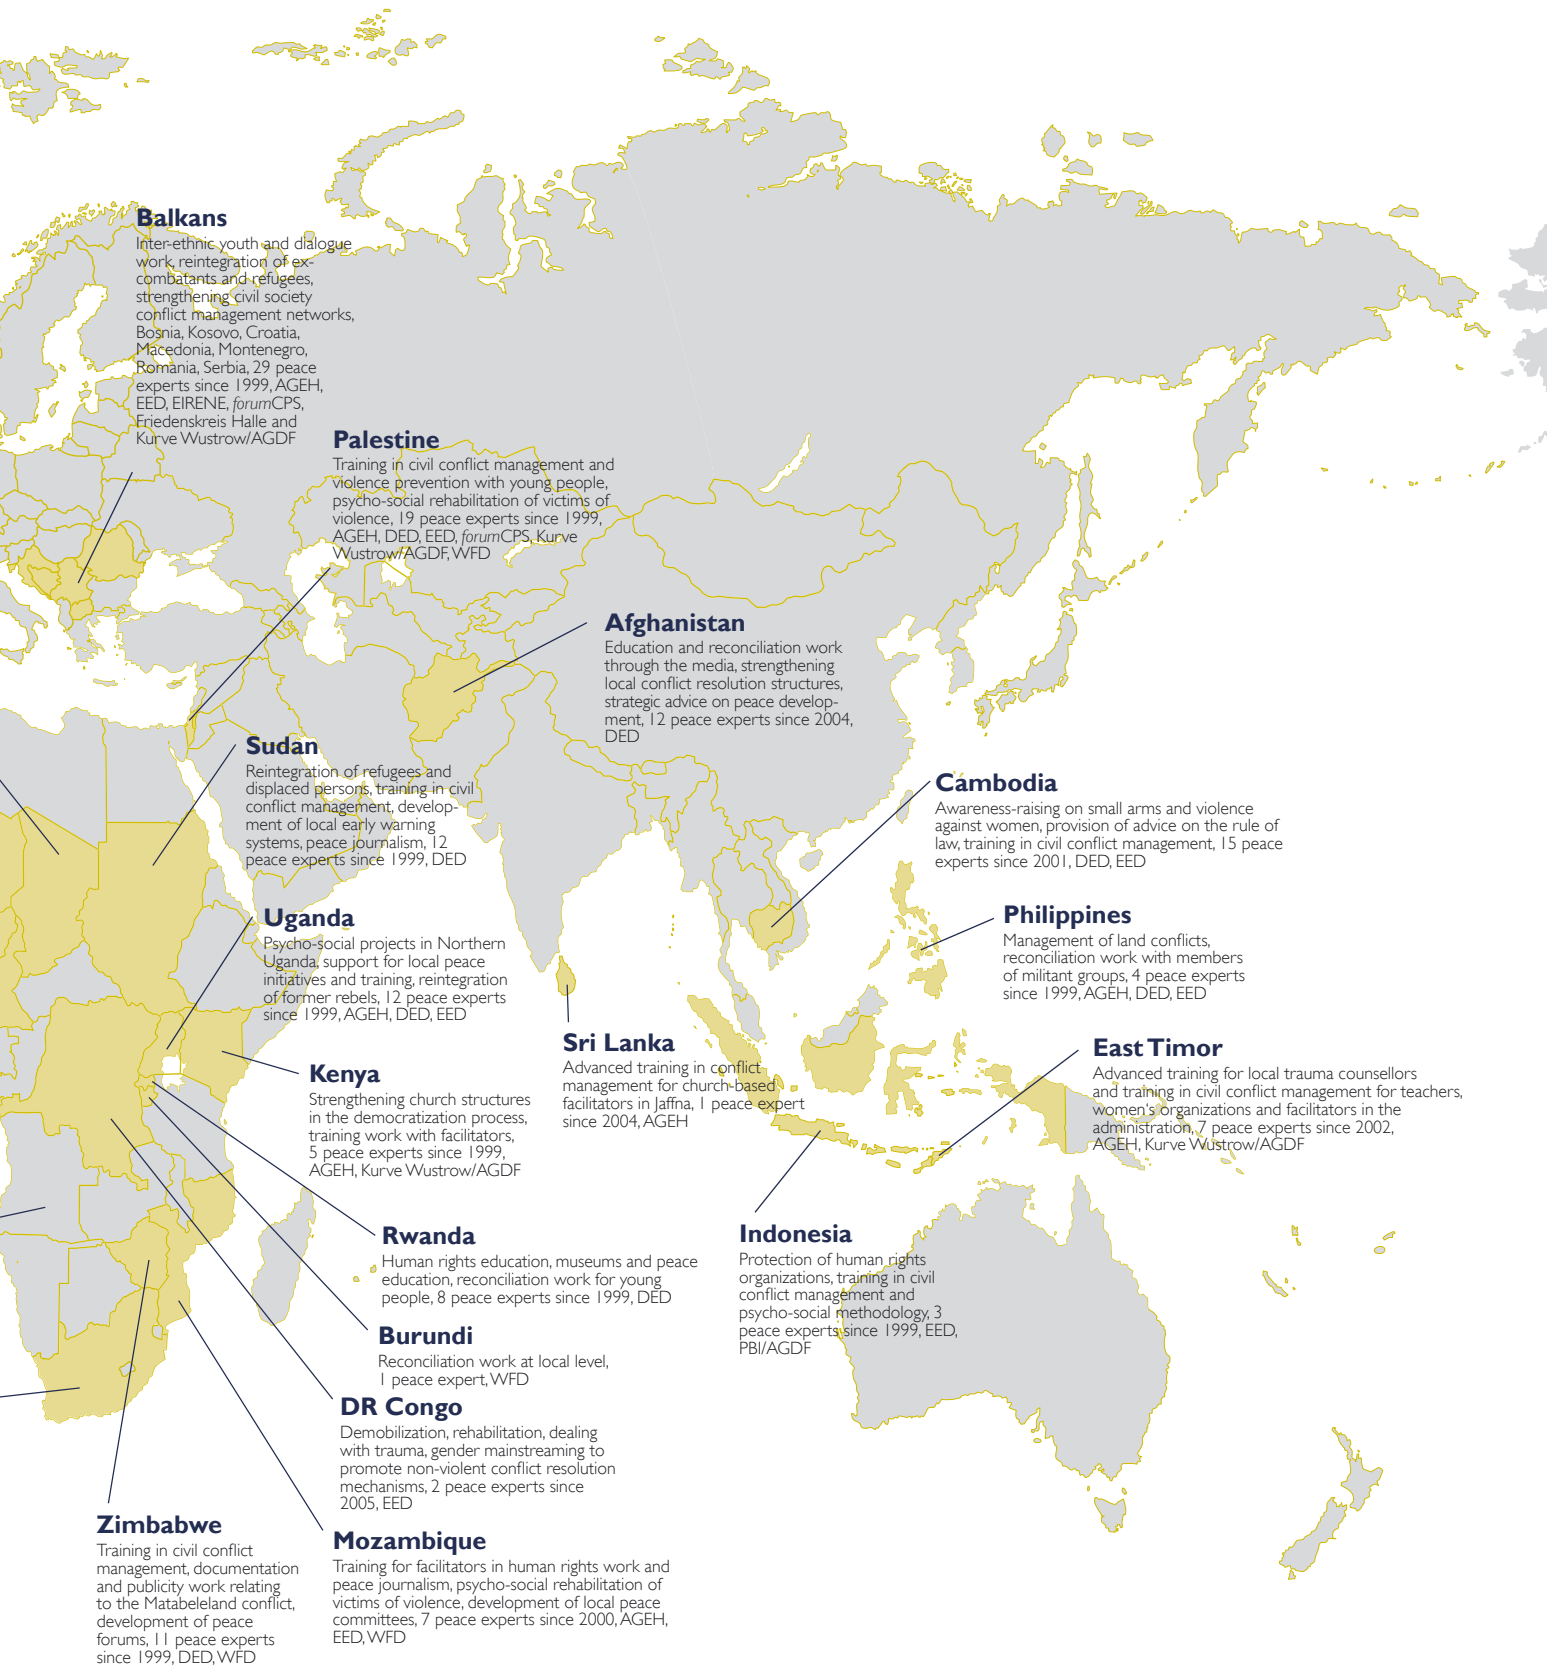 Balkans
Inter-ethnic youth and dialogue
work, reintegration of ex-
combatants and refugees,
strengthening civil society
conflict management networks,
Bosnia, Kosovo, Croatia,
Macedonia, Montenegro,
Romania, Serbia, 29 peace
experts since 1999, AGEH,
EED, EIRENE, forumCPS,
Friedenskreis Halle and
Kurve Wustrow/AGDF
Palestine
Training in civil conflict management and
violence prevention with young people,
psycho-social rehabilitation of victims of
violence, 19 peace experts since 1999,
AGEH, DED, EED, forumCPS, Kurve
Wustrow/AGDF, WFD
Afghanistan
Education and reconciliation work
through the media, strengthening
local conflict resolution structures,
strategic advice on peace develop-
ment, 12 peace experts since 2004,
DED
Sudan
Reintegration of refugees and
displaced persons, training in civil
conflict management, develop-
ment of local early warning
systems, peace journalism, 12
peace experts since 1999, DED
Cambodia
Awareness-raising on small arms and violence
against women, provision of advice on the rule of
law, training in civil conflict management, 15 peace
experts since 2001, DED, EED
Uganda
Psycho-social projects in Northern
Uganda, support for local peace
initiatives and training, reintegration
of former rebels, 12 peace experts
since 1999, AGEH, DED, EED
Philippines
Management of land conflicts,
reconciliation work with members
of militant groups, 4 peace experts
since 1999, AGEH, DED, EED
Sri Lanka
Advanced training in conflict
management for church-based
facilitators in Jaffna, 1 peace expert
since 2004, AGEH
East Timor
Advanced training for local trauma counsellors
and training in civil conflict management for teachers,
women's organizations and facilitators in the
administration, 7 peace experts since 2002,
AGEH, Kurve Wustrow/AGDF
Kenya
Strengthening church structures
in the democratization process,
training work with facilitators,
5 peace experts since 1999,
AGEH, Kurve Wustrow/AGDF
Rwanda
Human rights education, museums and peace
education, reconciliation work for young
people, 8 peace experts since 1999, DED
Indonesia
Protection of human rights
organizations, training in civil
conflict management and
psycho-social methodology, 3
peace experts since 1999, EED,
PBI/AGDF
Burundi
Reconciliation work at local level,
1 peace expert, WFD
DR Congo
Demobilization, rehabilitation, dealing
with trauma, gender mainstreaming to
promote non-violent conflict resolution
mechanisms, 2 peace experts since
2005, EED
Zimbabwe
Training in civil conflict
management, documentation
and publicity work relating
to the Matabeleland conflict,
development of peace
forums, 11 peace experts
since 1999, DED, WFD
Mozambique
Training for facilitators in human rights work and
peace journalism, psycho-social rehabilitation of
victims of violence, development of local peace
committees, 7 peace experts since 2000, AGEH,
EED, WFD